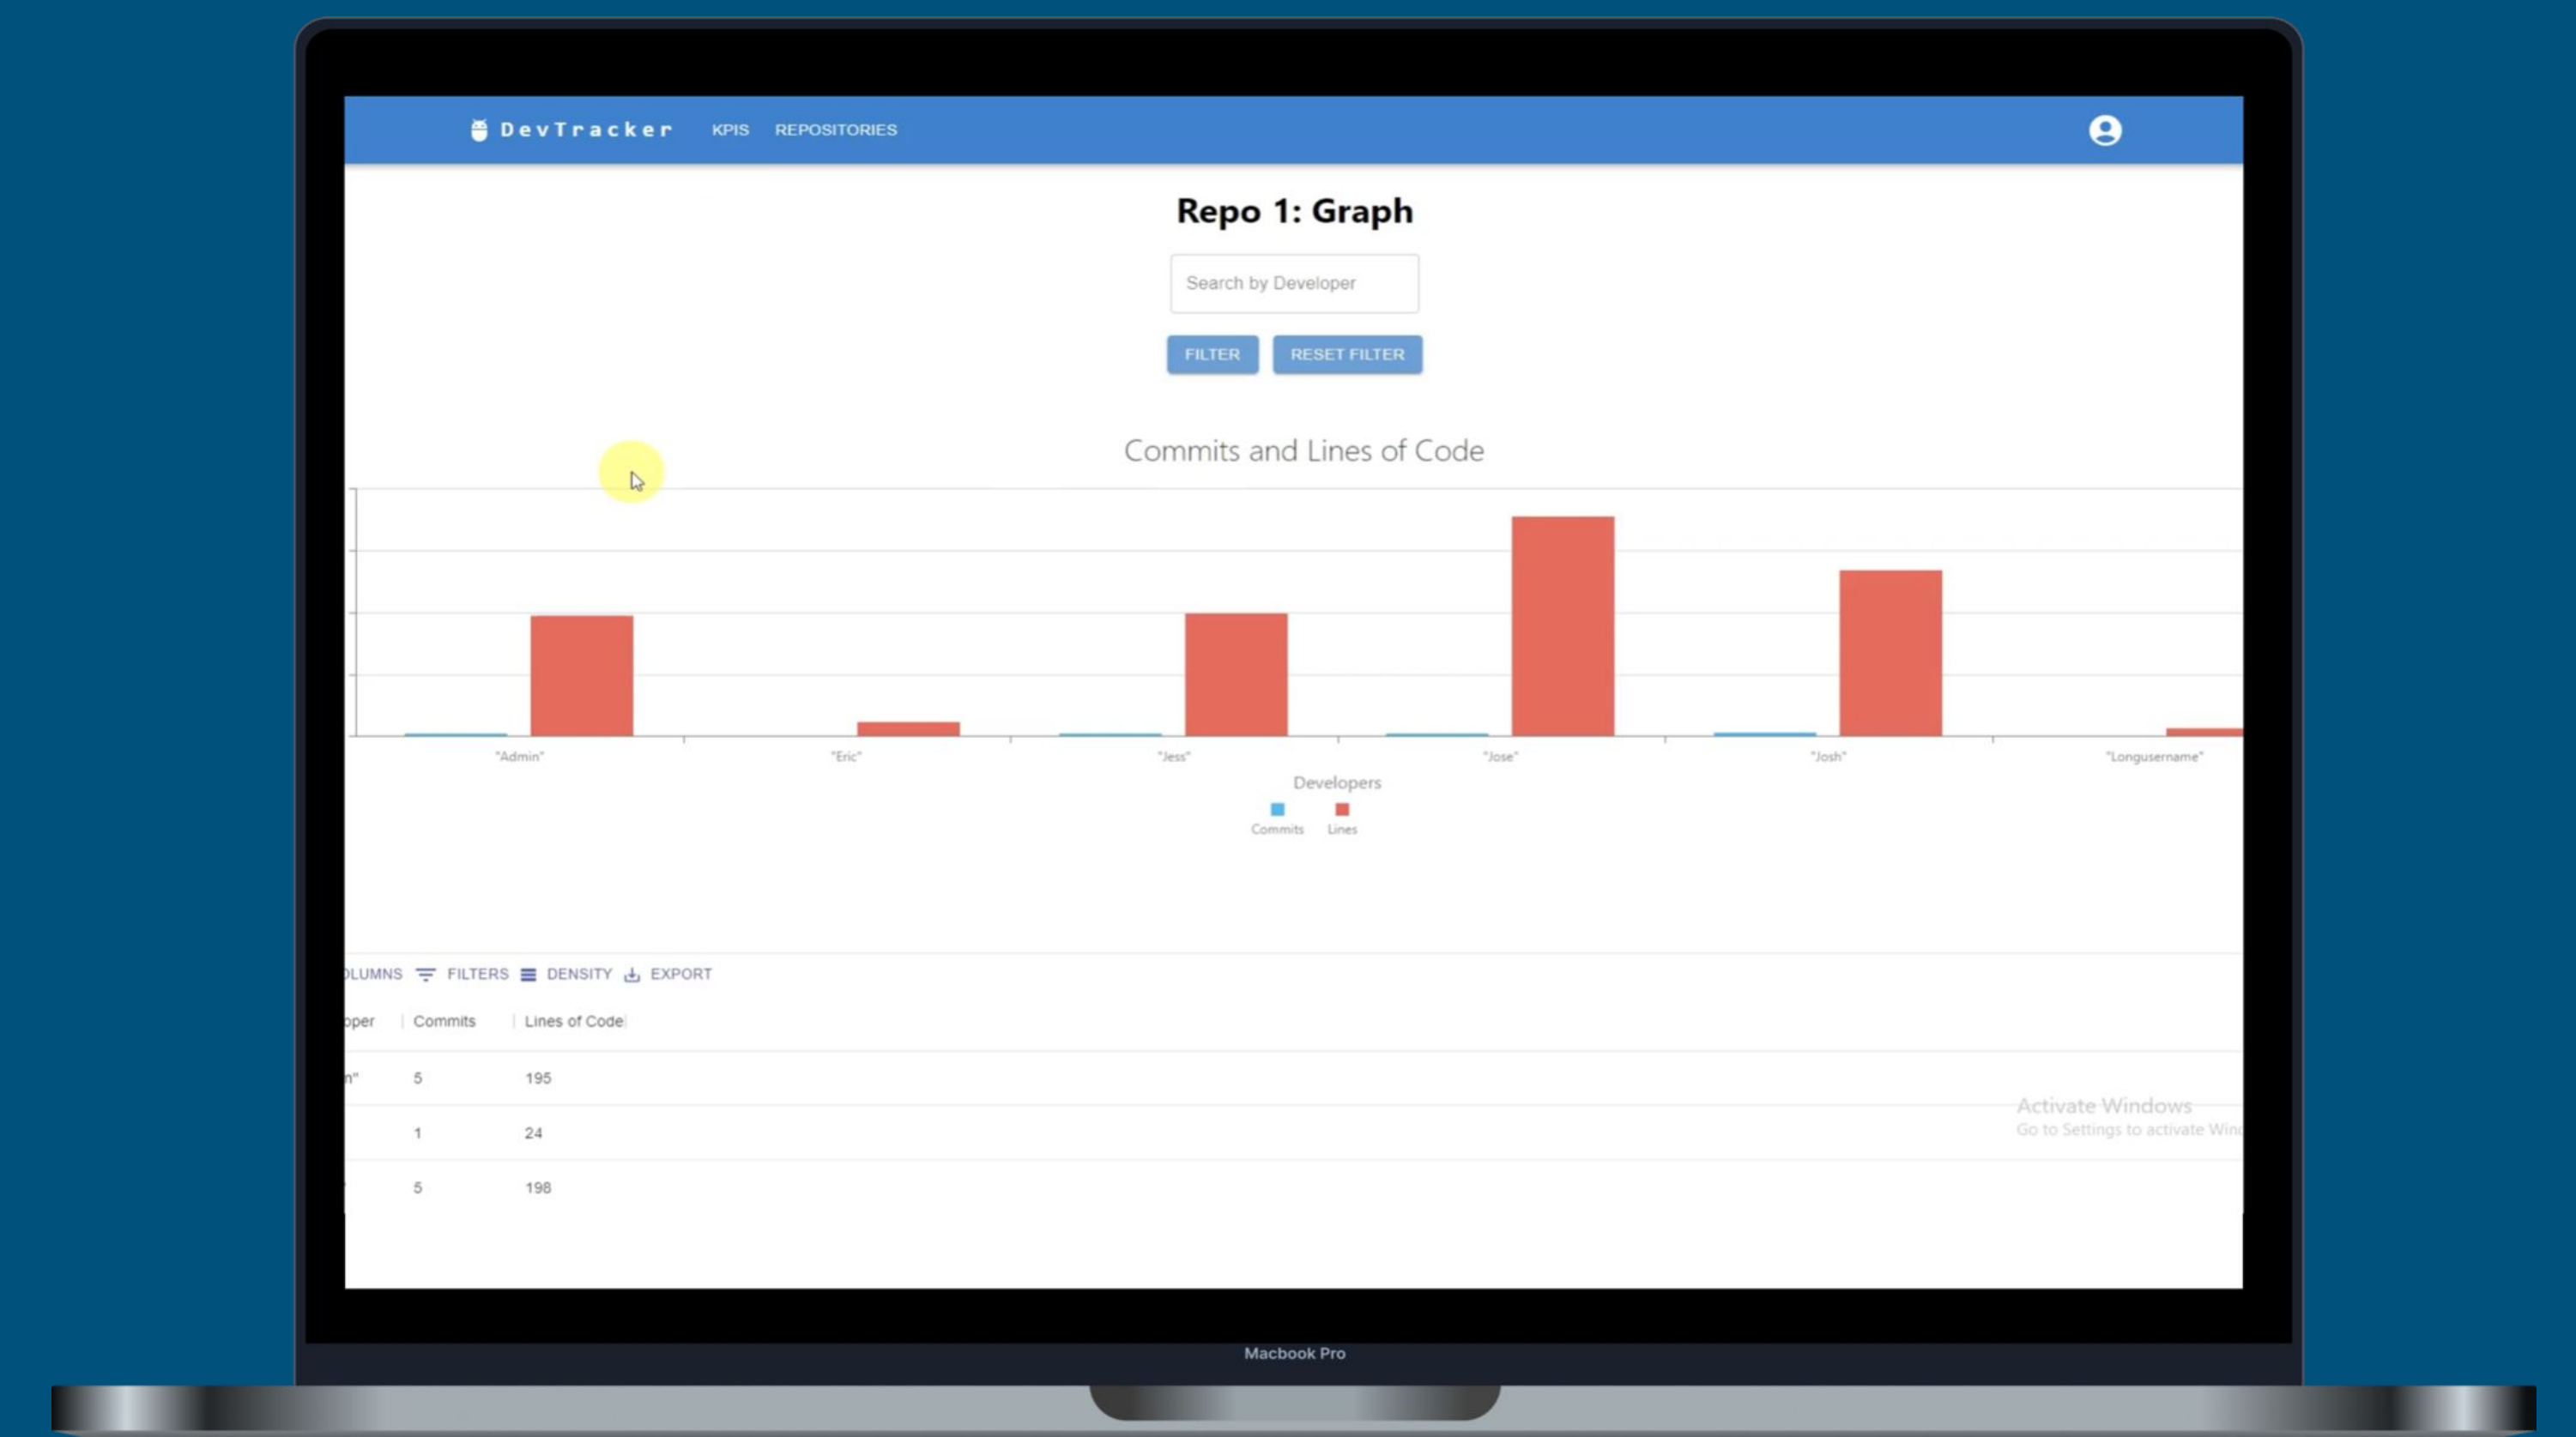 DevTracker KPIS REPOSITORIES
Repo 1: Graph
Search by Developer
FILTER RESET FILTER
Commits and Lines of Code
"Admin" "Eric" "Jess" "Jose" "Josh" "Longusername"
Developers
Commits Lines
OLUMNS FILTERS DENSITY EXPORT
oper Commits Lines of Code
n" 5 195
1 24
5 198
Activate Windows
Go to Settings to activate Wind
Macbook Pro